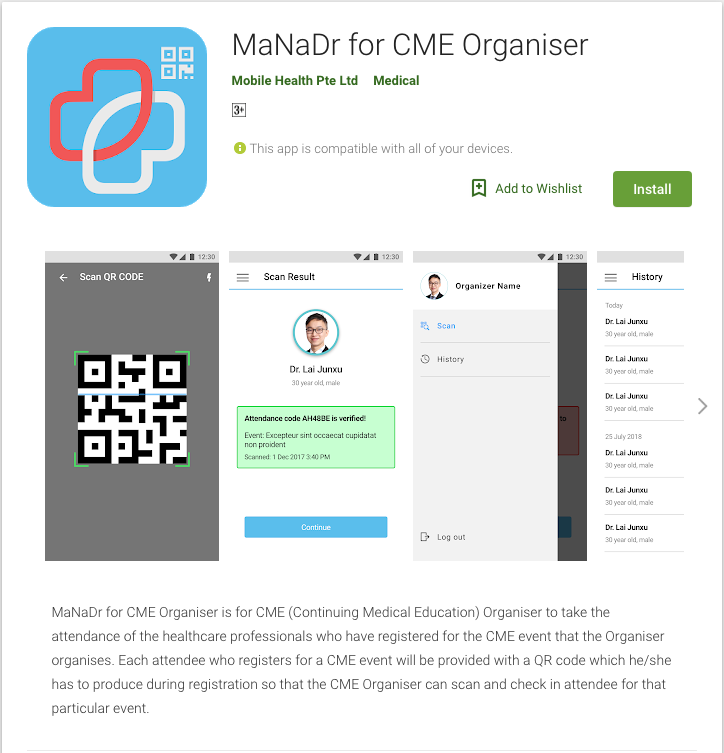 MaNaDr for CME Organiser
Mobile Health Pte Ltd Medical
3+
This app is compatible with all of your devices.
Add to Wishlist
Install
12:30
Scan QR CODE
12:30
Scan Result
Dr. Lai Junxu
30 year old, male
Attendance code AH48BE is verified!
Event: Excepteur sint occaecat cupidatat
non proident
Scanned: 1 Dec 2017 3:40 PM
Continue
12:30
Organizer Name
Scan
History
to
Log out
History
Today
Dr. Lai Junxu
30 year old, male
Dr. Lai Junxu
30 year old, male
Dr. Lai Junxu
30 year old, male
25 July 2018
Dr. Lai Junxu
30 year old, male
Dr. Lai Junxu
30 year old, male
Dr. Lai Junxu
30 year old, male
MaNaDr for CME Organiser is for CME (Continuing Medical Education) Organiser to take the
attendance of the healthcare professionals who have registered for the CME event that the Organiser
organises. Each attendee who registers for a CME event will be provided with a QR code which he/she
has to produce during registration so that the CME Organiser can scan and check in attendee for that
particular event.